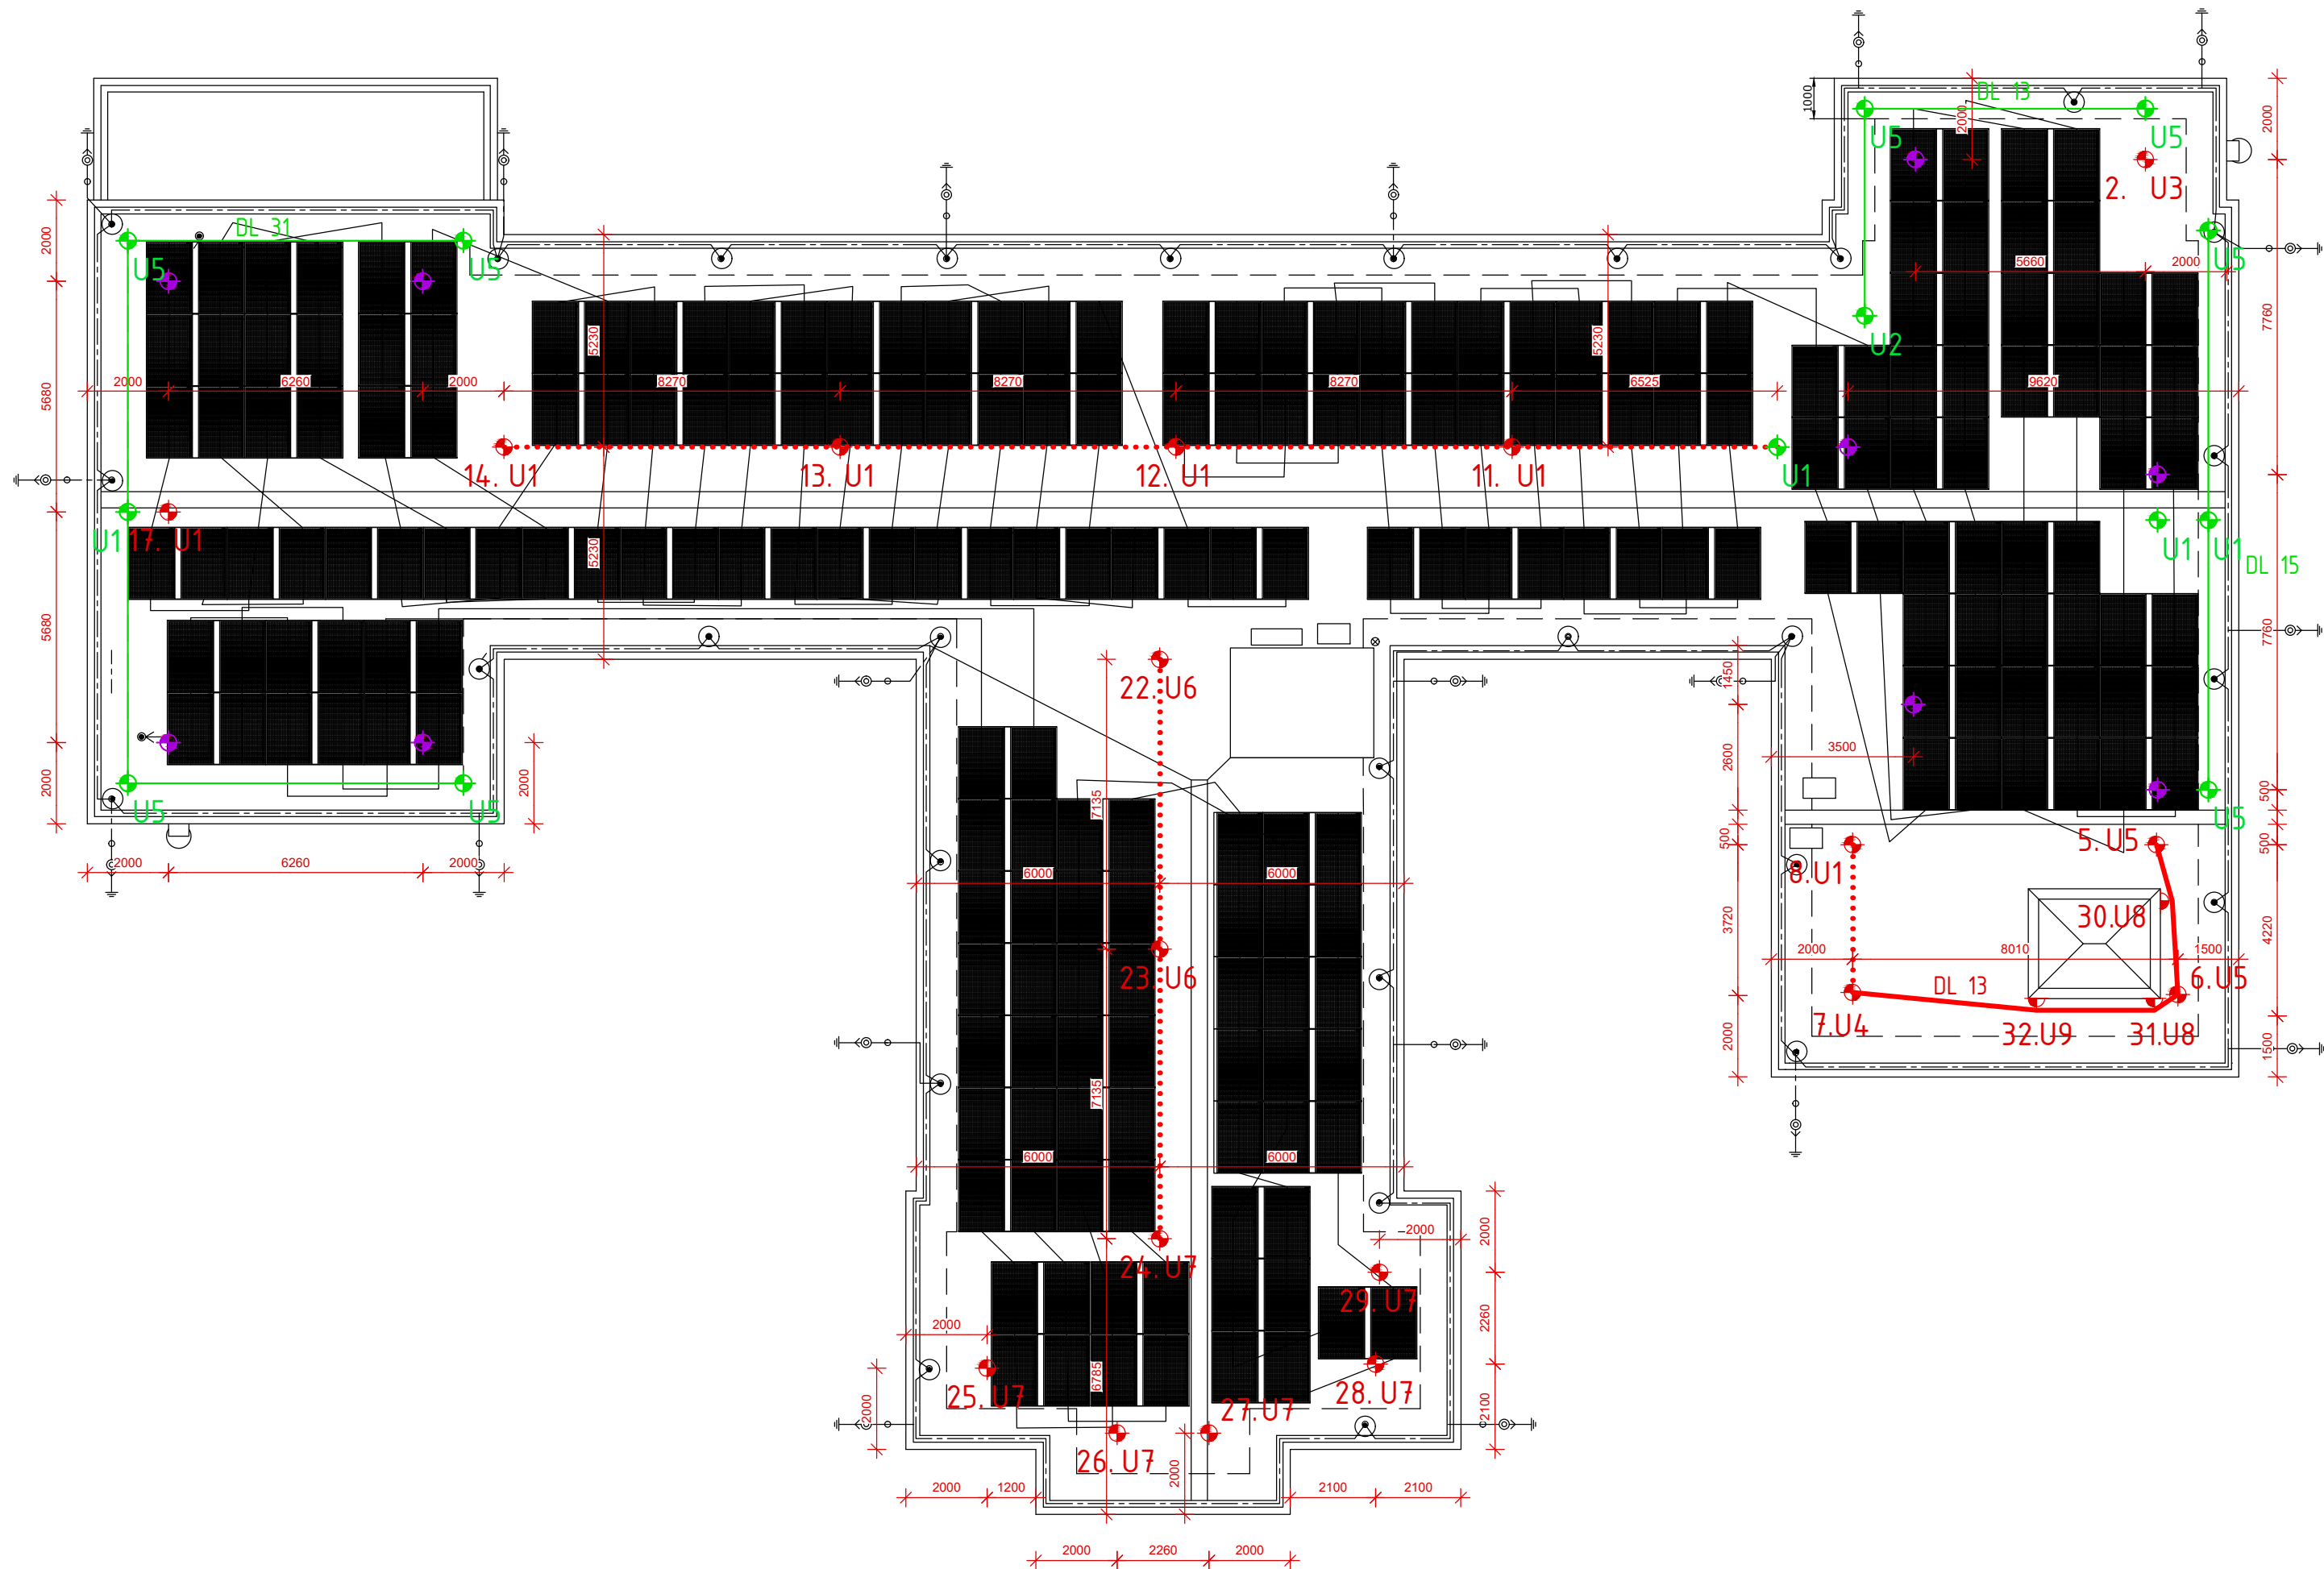 DL 13
1000
2000
2000
U5
U5
2. U3
2000
DL 31
U5
U5
U5
5660
2000
7760
5230
5230
U2
5680
2000
6260
2000
8270
8270
8270
6525
9620
14. U1
13. U1
12. U1
11. U1
U1
U1
17. U1
U1
U1
DL 15
5230
5680
7760
22. U6
1450
3500
2600
7135
2000
2000
500
U5
U5
U5
2000
6260
2000
500
500
8.U1
5.U5
6000
6000
30.U8
3720
2000
8010
1500
4220
23. U6
DL 13
6.U5
7.U4
32.U9
31.U8
2000
1500
7135
6000
6000
2000
2000
24. U7
29. U7
2260
2000
6785
25. U7
27. U7
28. U7
2000
2100
26. U7
2000
2000
1200
2100
2100
2000
2260
2000